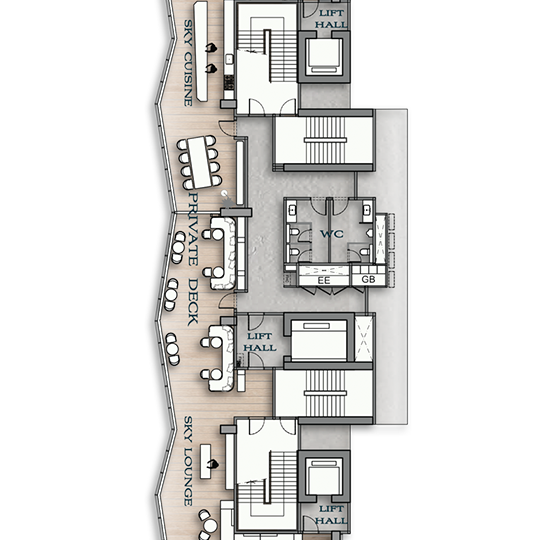 LIFT
HALL
SKY CUISINE
PRIVATE DECK
WC
EE
GB
LIFT
HALL
SKY LOUNGE
LIFT
HALL